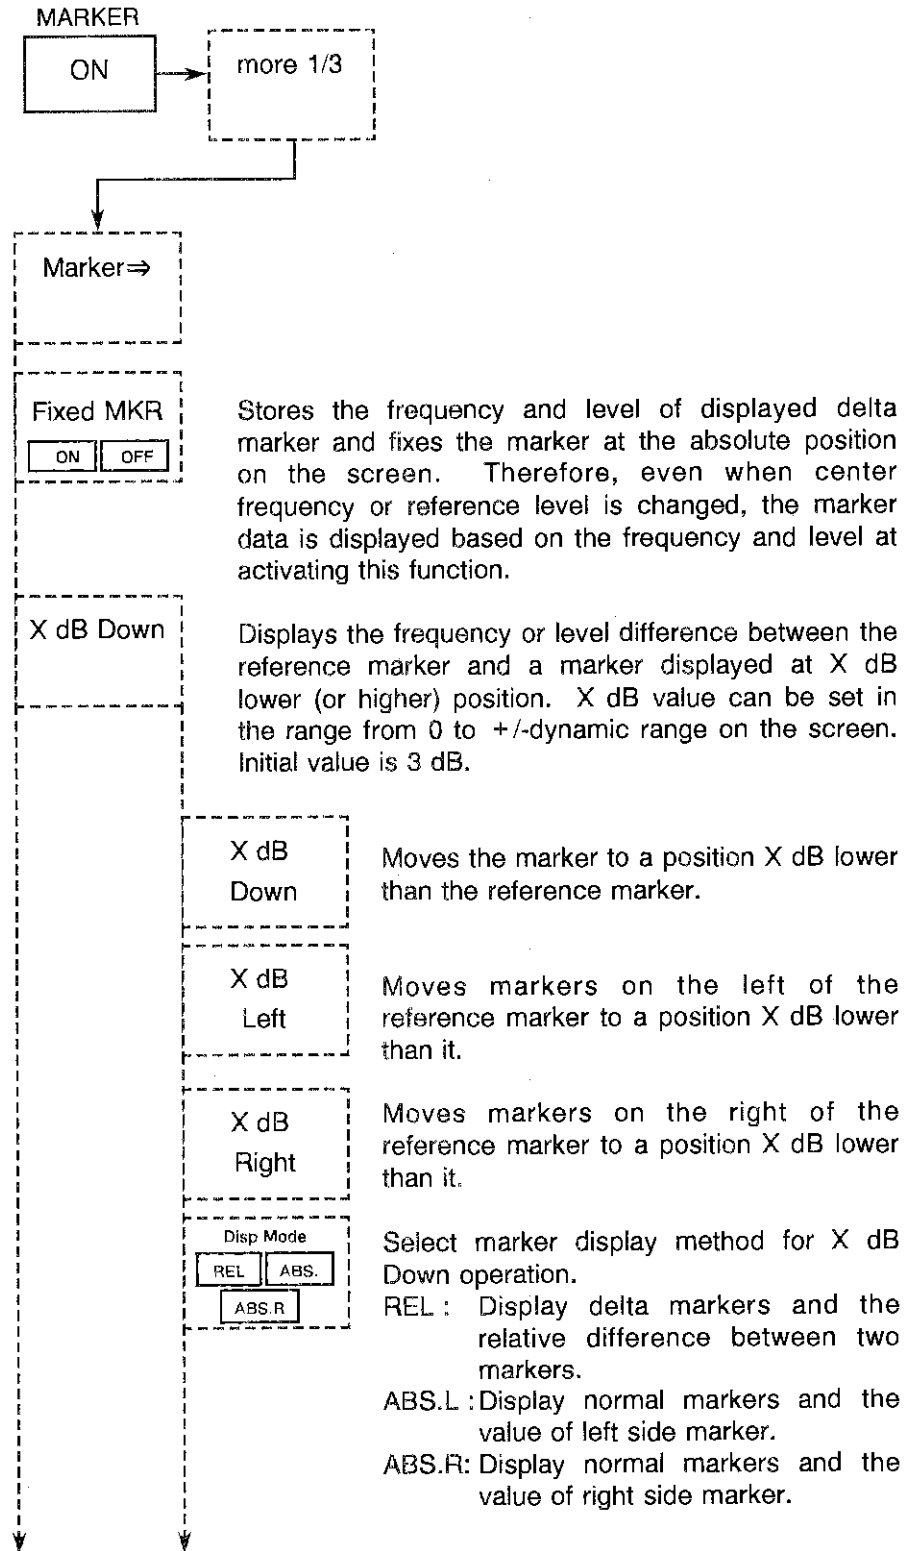 MARKER
ON
more 1/3
Marker⇒
Fixed MKR
ON OFF
Stores the frequency and level of displayed delta
marker and fixes the marker at the absolute position
on the screen. Therefore, even when center
frequency or reference level is changed, the marker
data is displayed based on the frequency and level at
activating this function.
X dB Down
Displays the frequency or level difference between the
reference marker and a marker displayed at X dB
lower (or higher) position. X dB value can be set in
the range from 0 to +/-dynamic range on the screen.
Initial value is 3 dB.
X dB
Down
Moves the marker to a position X dB lower
than the reference marker.
X dB
Left
Moves markers on the left of the
reference marker to a position X dB lower
than it.
X dB
Right
Moves markers on the right of the
reference marker to a position X dB lower
than it.
Disp Mode
REL ABS.
ABS.R
Select marker display method for X dB
Down operation.
REL : Display delta markers and the
relative difference between two
markers.
ABS.L : Display normal markers and the
value of left side marker.
ABS.R: Display normal markers and the
value of right side marker.